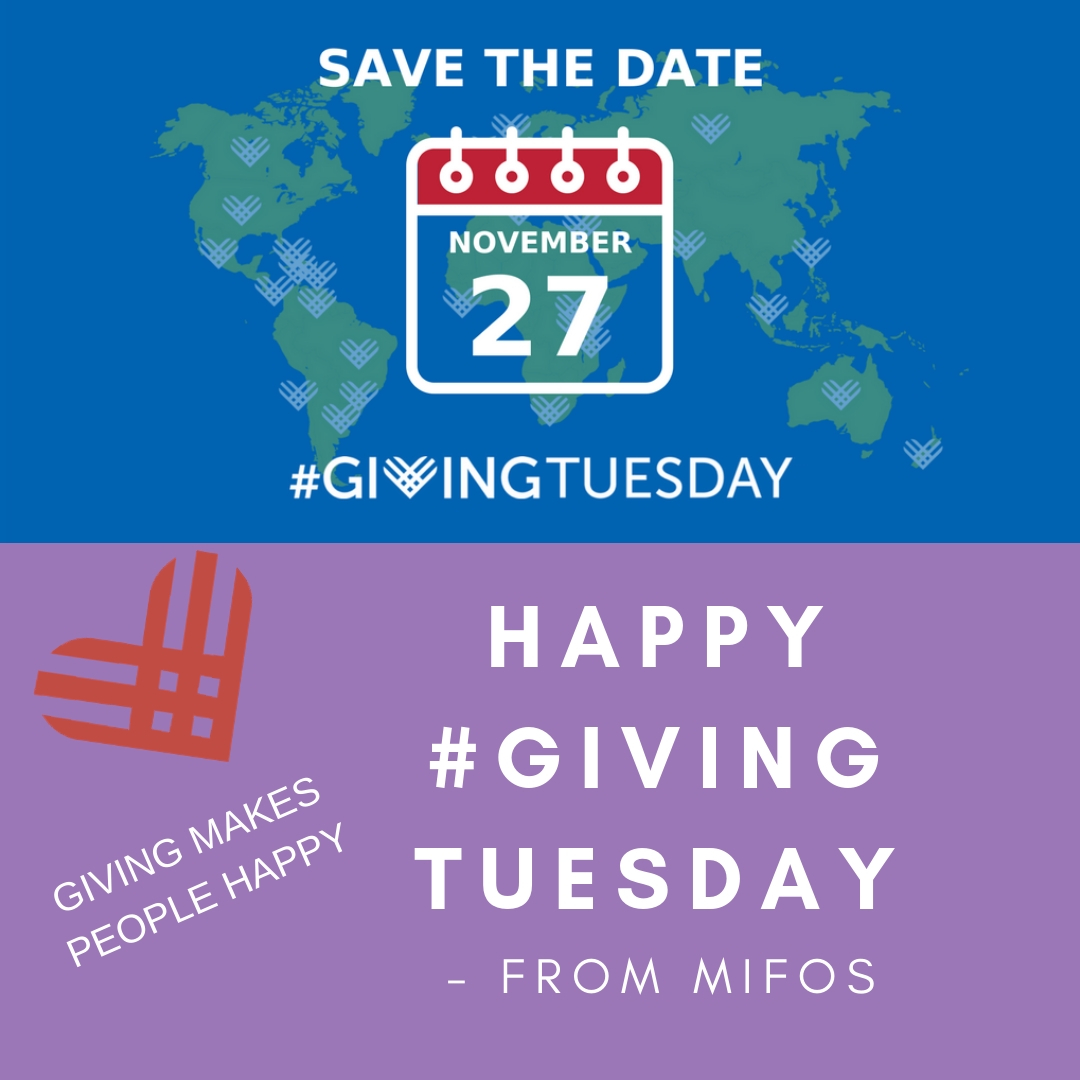 SAVE THE DATE
NOVEMBER
27
#GIVINGTUESDAY
GIVING MAKES
PEOPLE HAPPY
HAPPY
#GIVING
TUESDAY
- FROM MIFOS